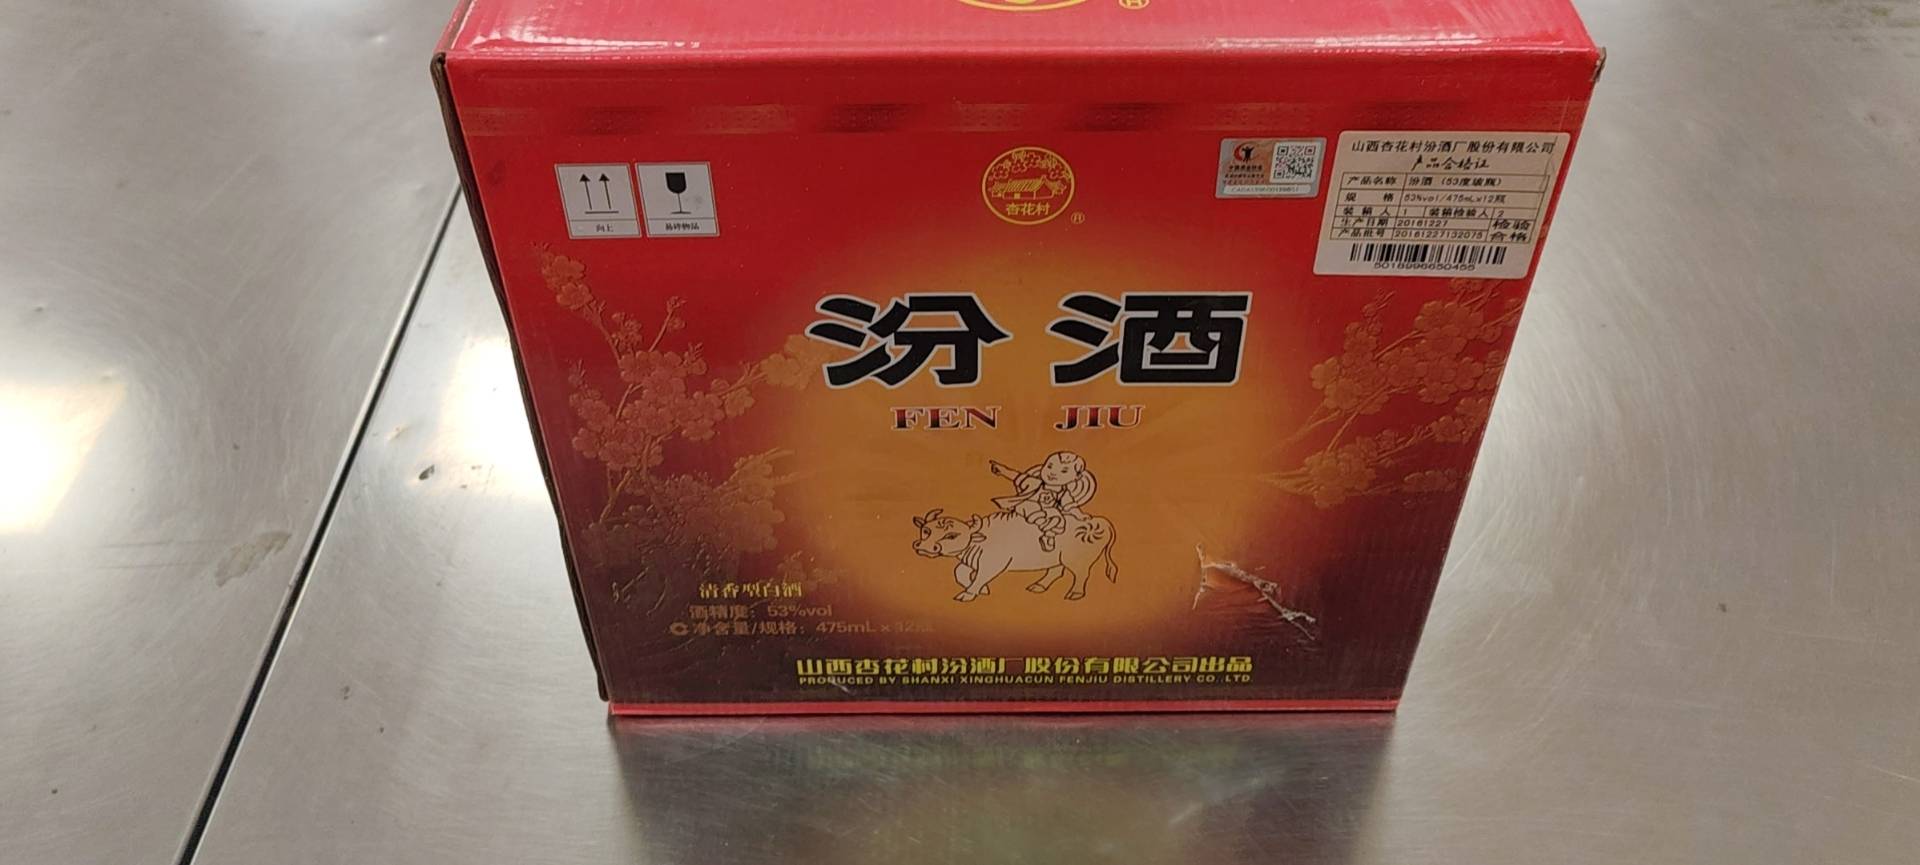 向上
易碎物品
杏花村
®
山西杏花村汾酒厂股份有限公司
产品合格证
产品名称 汾酒（53度玻瓶）
规 格 53%vol/475mL×12瓶
装箱人 1 装箱检验人 2
生产日期 20161227 检验
产品批号 20161227132075 合格
5018996650455
汾酒
FEN JIU
清香型白酒
酒精度：53%vol
净含量/规格：475mL×12瓶
山西杏花村汾酒厂股份有限公司出品
PRODUCED BY SHANXI XINGHUACUN FENJIU DISTILLERY CO.,LTD